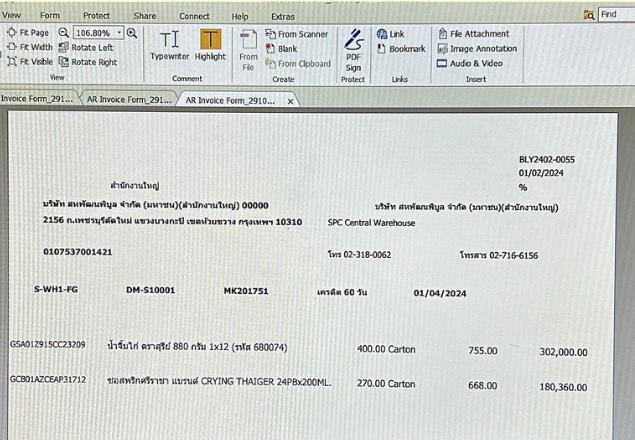 View Form Protect Share Connect Help Extras Find
Fit Page 106.80% Typewriter Highlight From File From Scanner PDF Sign Link File Attachment
Fit Width Rotate Left Blank Bookmark Image Annotation
Fit Visible Rotate Right From Clipboard Audio & Video
View Comment Create Protect Links Insert
Invoice Form_291... AR Invoice Form_291... AR Invoice Form_2910...
BLY2402-0055
01/02/2024
%
สำนักงานใหญ่
บริษัท สหพัฒนพิบูล จำกัด (มหาชน)(สำนักงานใหญ่) 00000 บริษัท สหพัฒนพิบูล จำกัด (มหาชน)(สำนักงานใหญ่)
2156 ถ.เพชรบุรีตัดใหม่ แขวงบางกะปิ เขตห้วยขวาง กรุงเทพฯ 10310 SPC Central Warehouse
0107537001421 โทร 02-318-0062 โทรสาร 02-716-6156
S-WH1-FG DM-S10001 MK201751 เครดิต 60 วัน 01/04/2024
GSA01Z915CC23209 น้ำจิ้มไก่ ตราสุรีย์ 880 กรัม 1x12 (รหัส 680074) 400.00 Carton 755.00 302,000.00
GCB01AZCEAP31712 ซอสพริกศรีราชา แบรนด์ CRYING THAIGER 24PBx200ML. 270.00 Carton 668.00 180,360.00